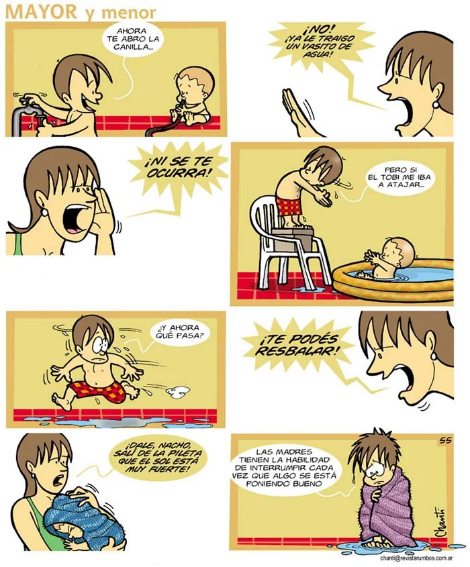 MAYOR y menor
AHORA
TE ABRO LA
CANILLA...
¡NO!
¡YA LE TRAIGO
UN VASITO DE
AGUA!
¡NI SE TE
OCURRA!
PERO SI
EL TOBI ME IBA
A ATAJAR...
¿Y AHORA
QUÉ PASA?
¡TE PODÉS
RESBALAR!
¡DALE, NACHO,
SALÍ DE LA PILETA
QUE EL SOL ESTÁ
MUY FUERTE!
55
LAS MADRES
TIENEN LA HABILIDAD
DE INTERRUMPIR CADA
VEZ QUE ALGO SE ESTÁ
PONIENDO BUENO
Chanti
chanti@revistarumbos.com.ar